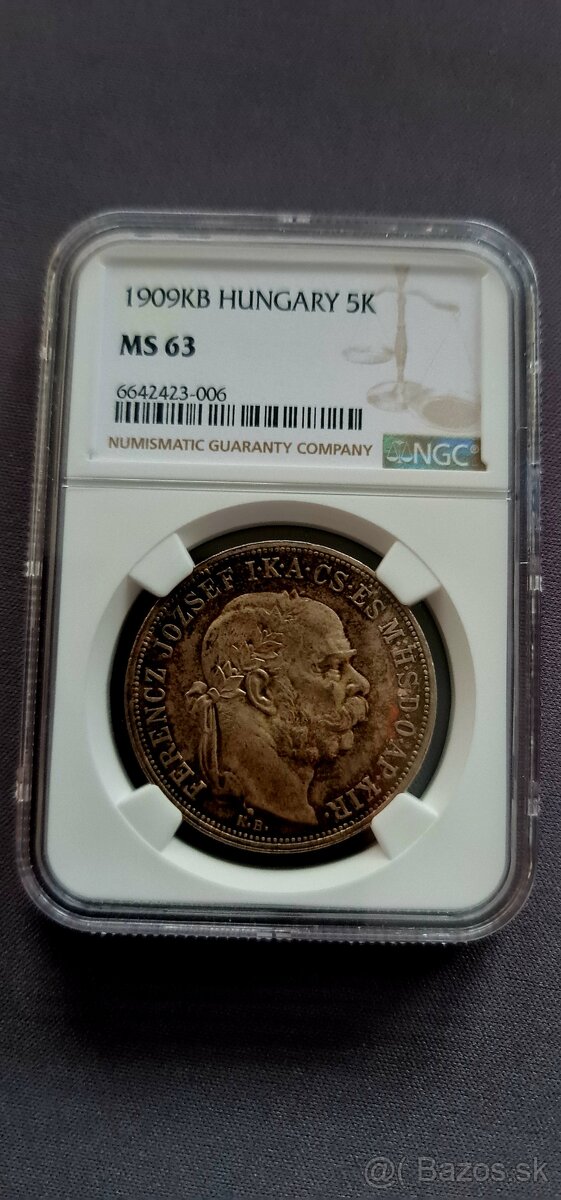 1909KB HUNGARY 5K
MS 63
6642423-006
NUMISMATIC GUARANTY COMPANY
NGC®
FERENCZ JÓZSEF I·K·A·CS·ÉS M·H·S·D·O·AP·KIR·
K.B.
@( Bazos.sk